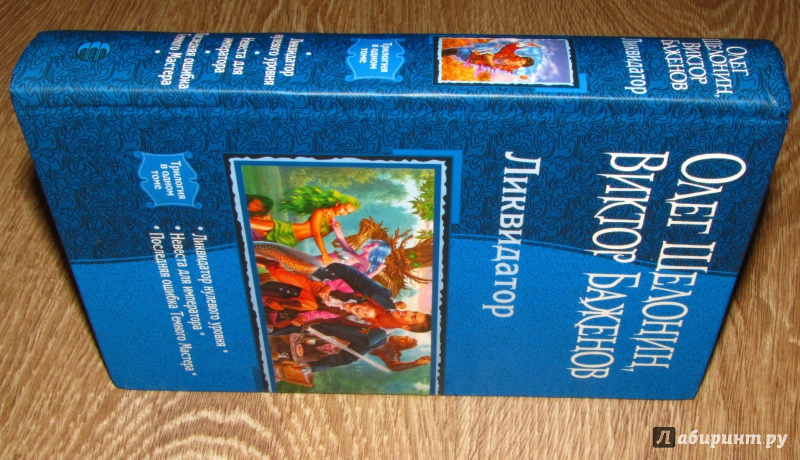 Олег
Шелонин,
Виктор
Баженов
Ликвидатор
Трилогия
в одном
томе
• Ликвидатор
нулевого уровня
• Невеста для
императора
ошибка
Темного Мастера
Олег Шелонин,
Виктор Баженов
Ликвидатор
Трилогия
в одном
томе
• Ликвидатор нулевого уровня •
• Невеста для императора •
• Последняя ошибка Темного Мастера •
Лабиринт.ру